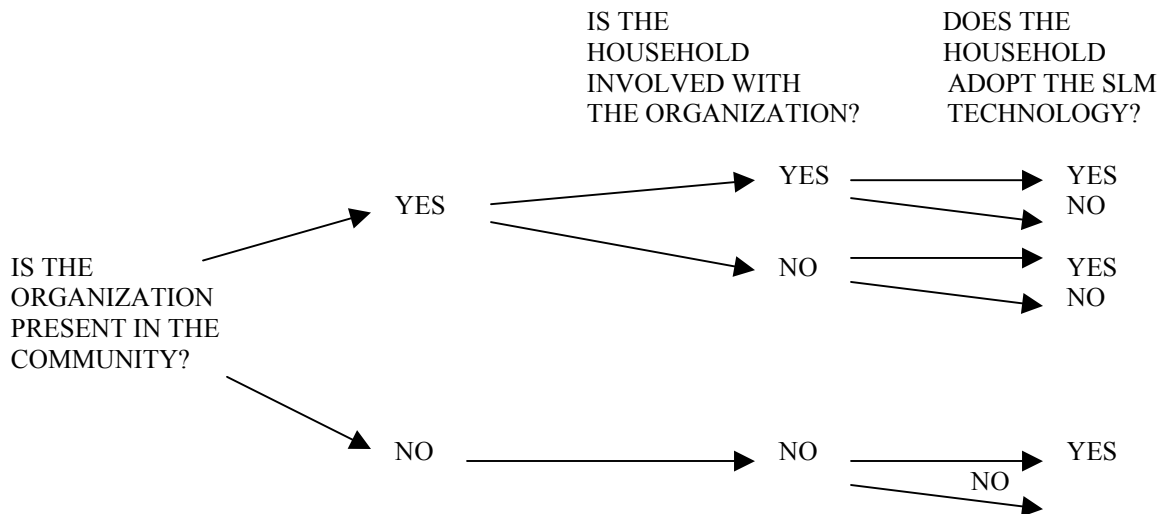 IS THE
HOUSEHOLD
INVOLVED WITH
THE ORGANIZATION?
DOES THE
HOUSEHOLD
ADOPT THE SLM
TECHNOLOGY?
IS THE
ORGANIZATION
PRESENT IN THE
COMMUNITY?
YES
YES
YES
NO
NO
YES
NO
NO
NO
YES
NO